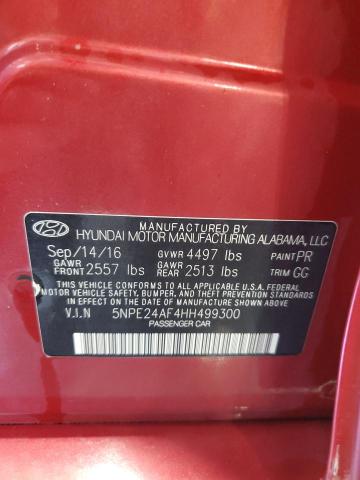 MANUFACTURED BY
HYUNDAI MOTOR MANUFACTURING ALABAMA, LLC
Sep/14/16 GVWR 4497 lbs PAINT PR
GAWR FRONT 2557 lbs GAWR REAR 2513 lbs TRIM GG
THIS VEHICLE CONFORMS TO ALL APPLICABLE U.S. FEDERAL
MOTOR VEHICLE SAFETY, BUMPER, AND THEFT PREVENTION STANDARDS
IN EFFECT ON THE DATE OF MANUFACTURE SHOWN ABOVE.
V.I.N 5NPE24AF4HH499300
PASSENGER CAR